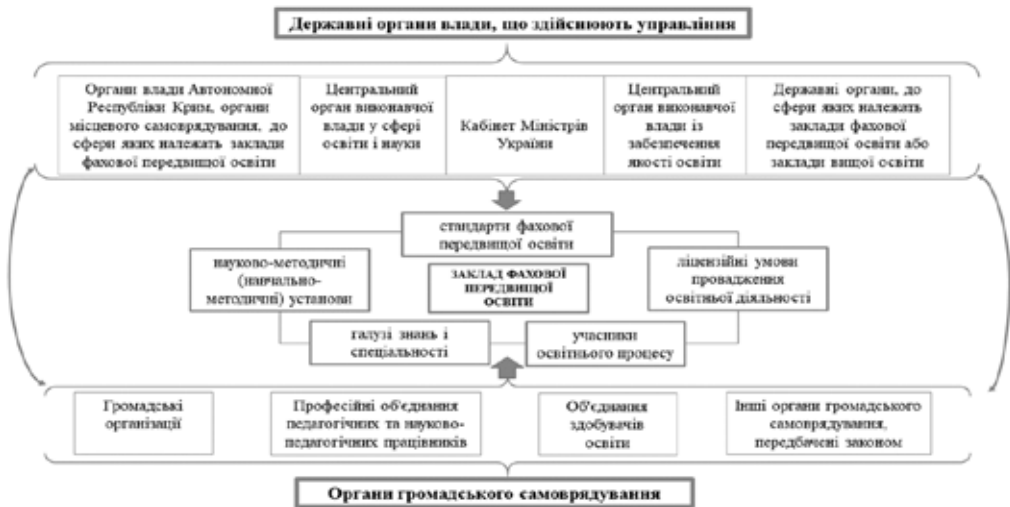 Державні органи влади, що здійснюють управління
Органи влади Автономної
Республіки Крим, органи
місцевого самоврядування, до
сфери яких належать заклади
фахової передвищої освіти
Центральний
орган виконавчої
влади у сфері
освіти і науки
Кабінет Міністрів
України
Центральний
орган виконавчої
влади із
забезпечення
якості освіти
Державні органи, до
сфери яких належать
заклади фахової
передвищої освіти або
заклади вищої освіти
стандарти фахової
передвищої освіти
науково-методичні
(навчально-
методичні) установи
ЗАКЛАД ФАХОВОЇ
ПЕРЕДВИЩОЇ
ОСВІТИ
ліцензійні умови
провадження
освітньої діяльності
галузі знань і
спеціальності
учасники
освітнього процесу
Громадські
організації
Професійні об'єднання
педагогічних та науково-
педагогічних працівників
Об'єднання
здобувачів
освіти
Інші органи громадського
самоврядування,
передбачені законом
Органи громадського самоврядування